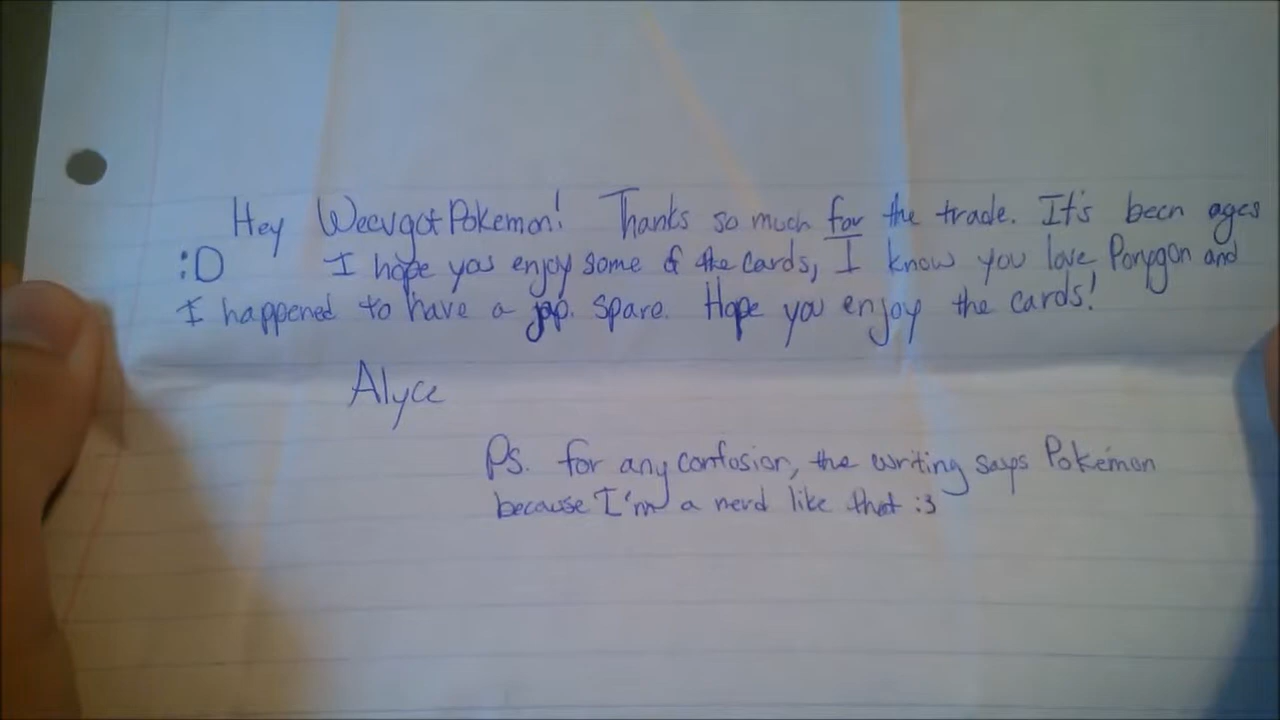 Hey WeevgotPokemon! Thanks so much for the trade. It's been ages
:D I hope you enjoy some of the cards, I know you love Porygon and
I happened to have a jap. spare. Hope you enjoy the cards!
Alyce
Ps. for any confusion, the writing says Pokémon
because I'm a nerd like that :3